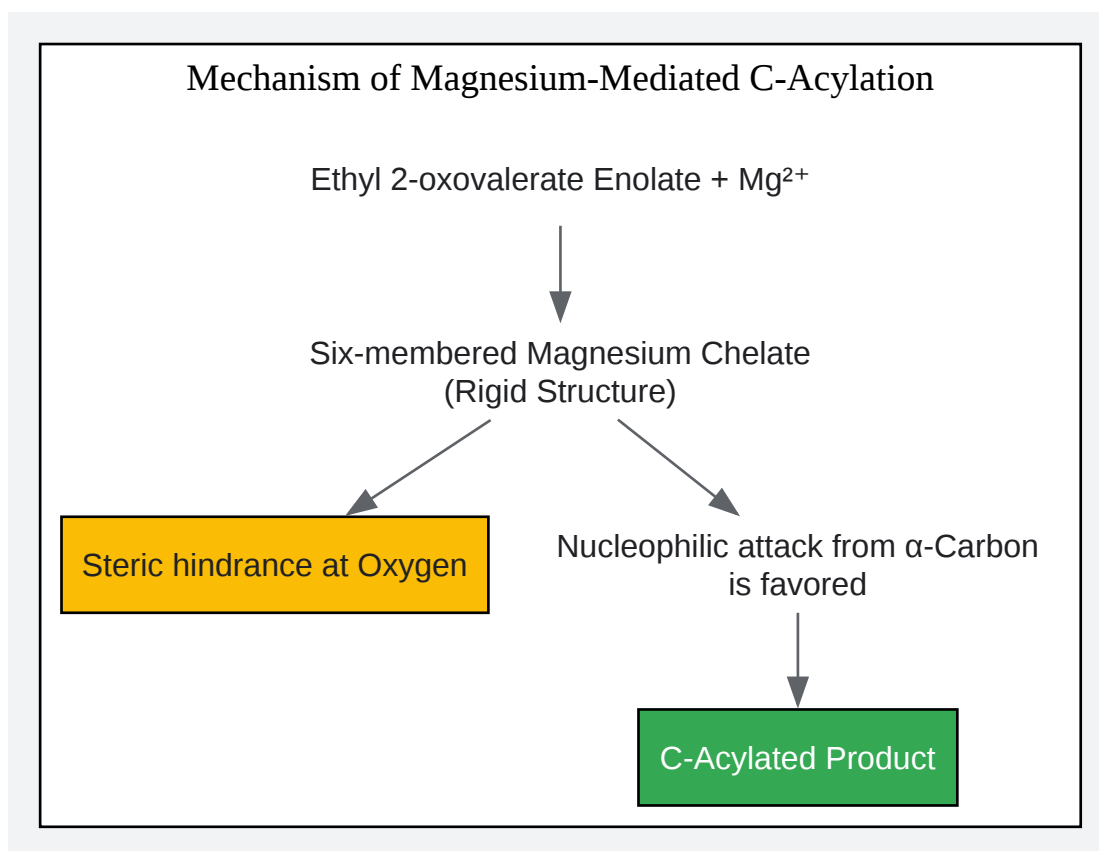 Mechanism of Magnesium-Mediated C-Acylation
Ethyl 2-oxovalerate Enolate + Mg²⁺
Six-membered Magnesium Chelate
(Rigid Structure)
Steric hindrance at Oxygen
Nucleophilic attack from α-Carbon
is favored
C-Acylated Product